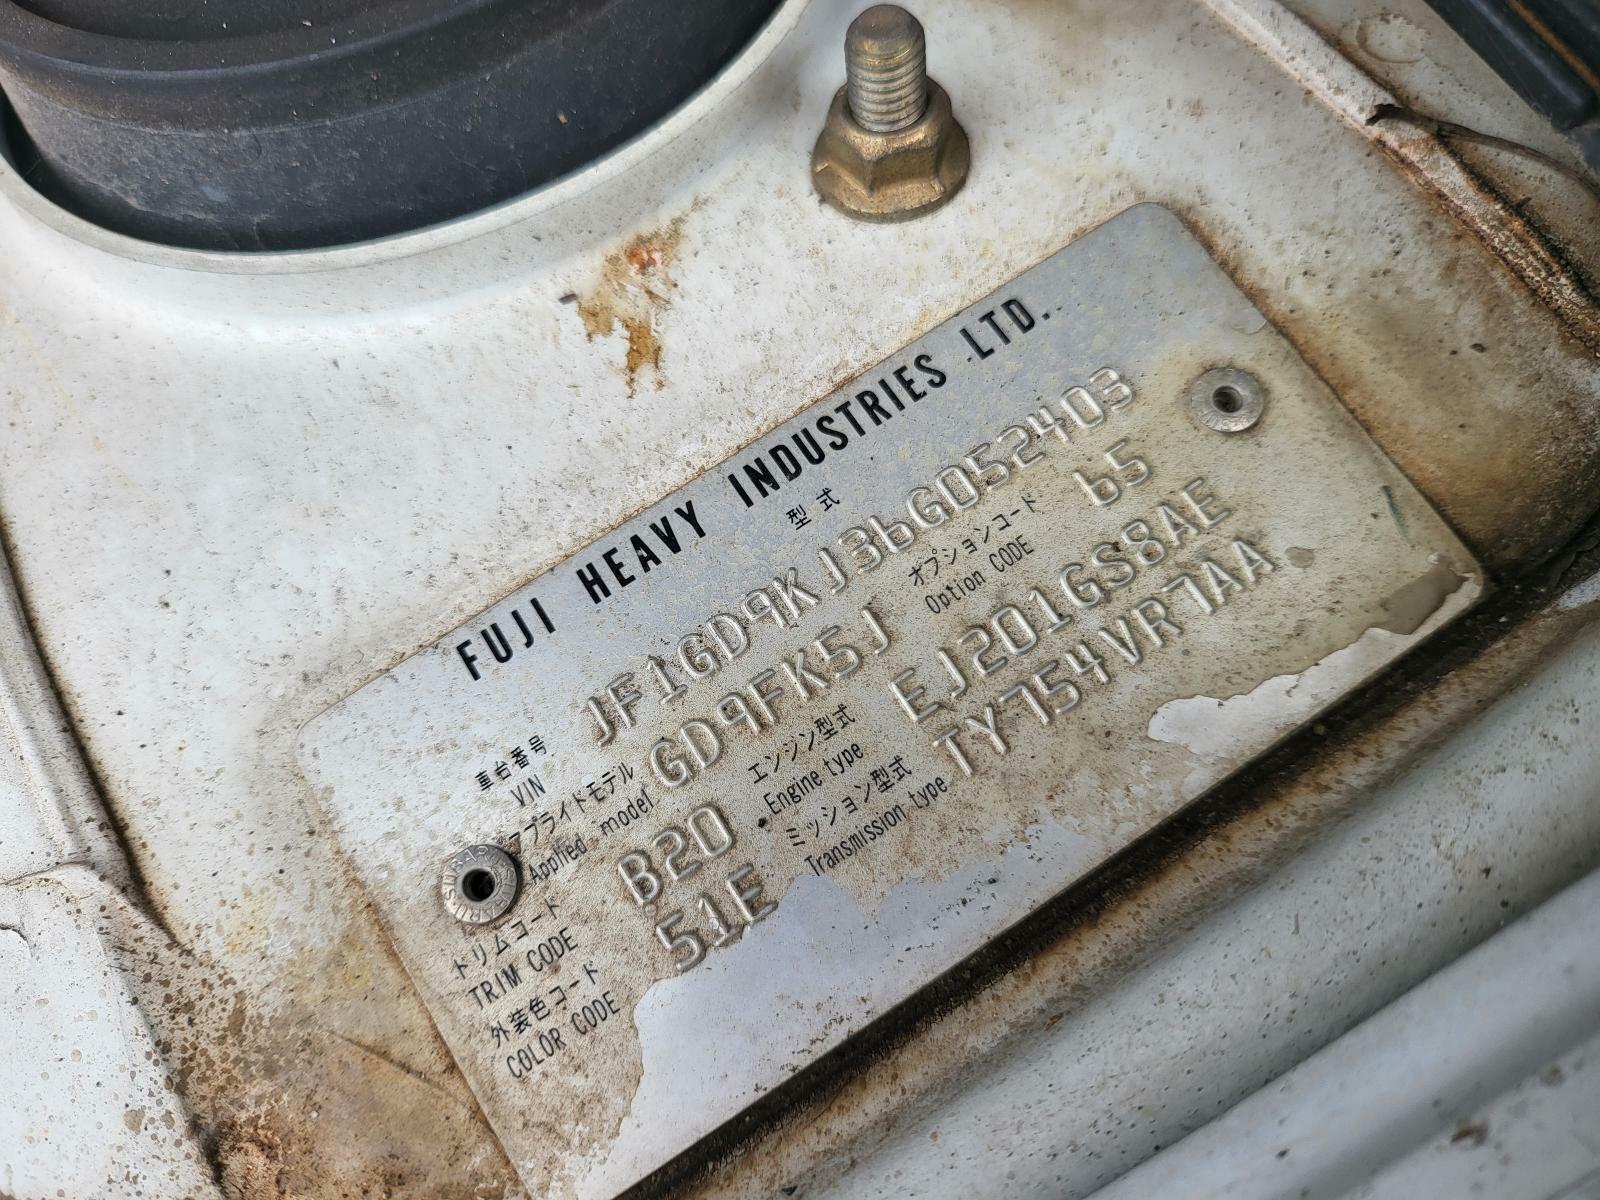 FUJI HEAVY INDUSTRIES LTD.
型式
車台番号
VIN
JF1GD9KJ36G052403
アプライドモデル
Applied model
GD9FK5J
オプションコード
Option CODE
65
トリムコード
TRIM CODE
B20
エンジン型式
Engine type
EJ201GS8AE
外装色コード
COLOR CODE
51E
ミッション型式
Transmission type
TY754VR7AA